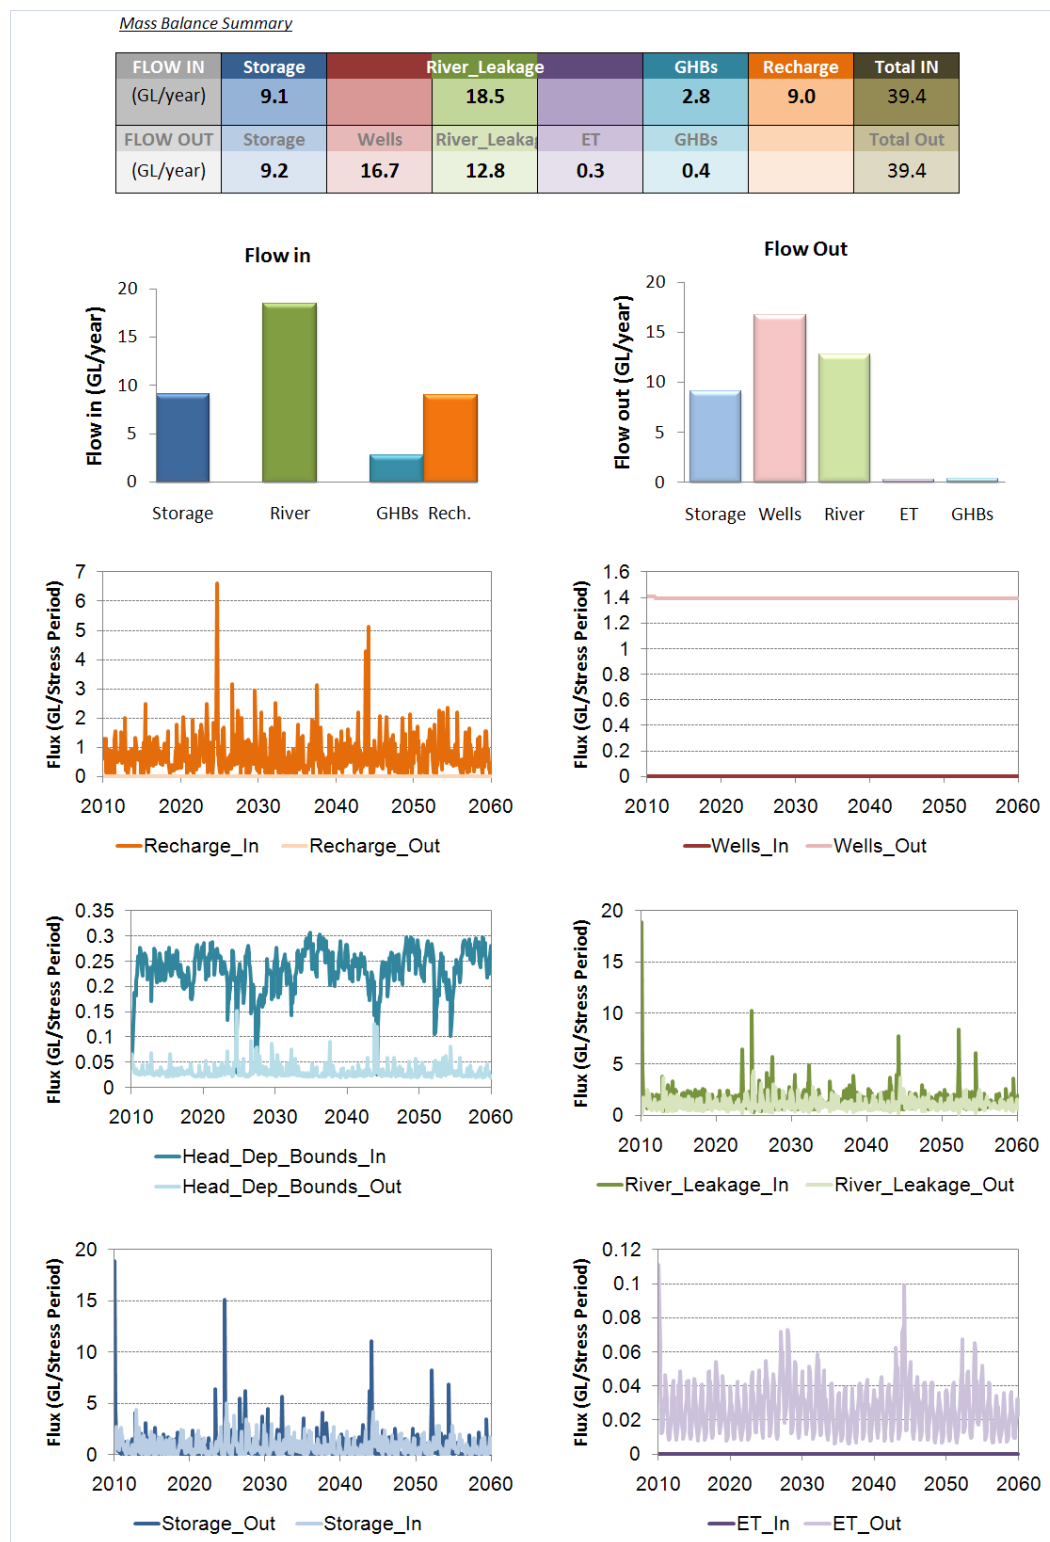 Mass Balance Summary
FLOW IN Storage River_Leakage GHBs Recharge Total IN
(GL/year) 9.1 18.5 2.8 9.0 39.4
FLOW OUT Storage Wells River_Leakag ET GHBs Total Out
(GL/year) 9.2 16.7 12.8 0.3 0.4 39.4
Flow in
Flow in (GL/year)
20
15
10
5
0
Storage River GHBs Rech.
Flow Out
Flow out (GL/year)
20
15
10
5
0
Storage Wells River ET GHBs
Flux (GL/Stress Period)
7
6
5
4
3
2
1
0
2010 2020 2030 2040 2050 2060
Recharge_In Recharge_Out
Flux (GL/Stress Period)
1.6
1.4
1.2
1
0.8
0.6
0.4
0.2
0
2010 2020 2030 2040 2050 2060
Wells_In Wells_Out
Flux (GL/Stress Period)
0.35
0.3
0.25
0.2
0.15
0.1
0.05
0
2010 2020 2030 2040 2050 2060
Head_Dep_Bounds_In
Head_Dep_Bounds_Out
Flux (GL/Stress Period)
20
15
10
5
0
2010 2020 2030 2040 2050 2060
River_Leakage_In River_Leakage_Out
Flux (GL/Stress Period)
20
15
10
5
0
2010 2020 2030 2040 2050 2060
Storage_Out Storage_In
Flux (GL/Stress Period)
0.12
0.1
0.08
0.06
0.04
0.02
0
2010 2020 2030 2040 2050 2060
ET_In ET_Out